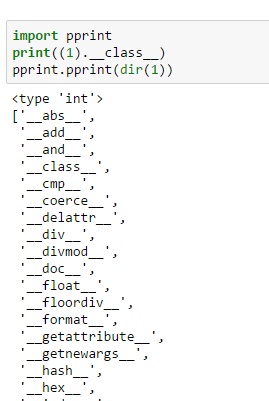 import pprint
print((1).__class__)
pprint.pprint(dir(1))
<type 'int'>
['__abs__',
'__add__',
'__and__',
'__class__',
'__cmp__',
'__coerce__',
'__delattr__',
'__div__',
'__divmod__',
'__doc__',
'__float__',
'__floordiv__',
'__format__',
'__getattribute__',
'__getnewargs__',
'__hash__',
'__hex__',